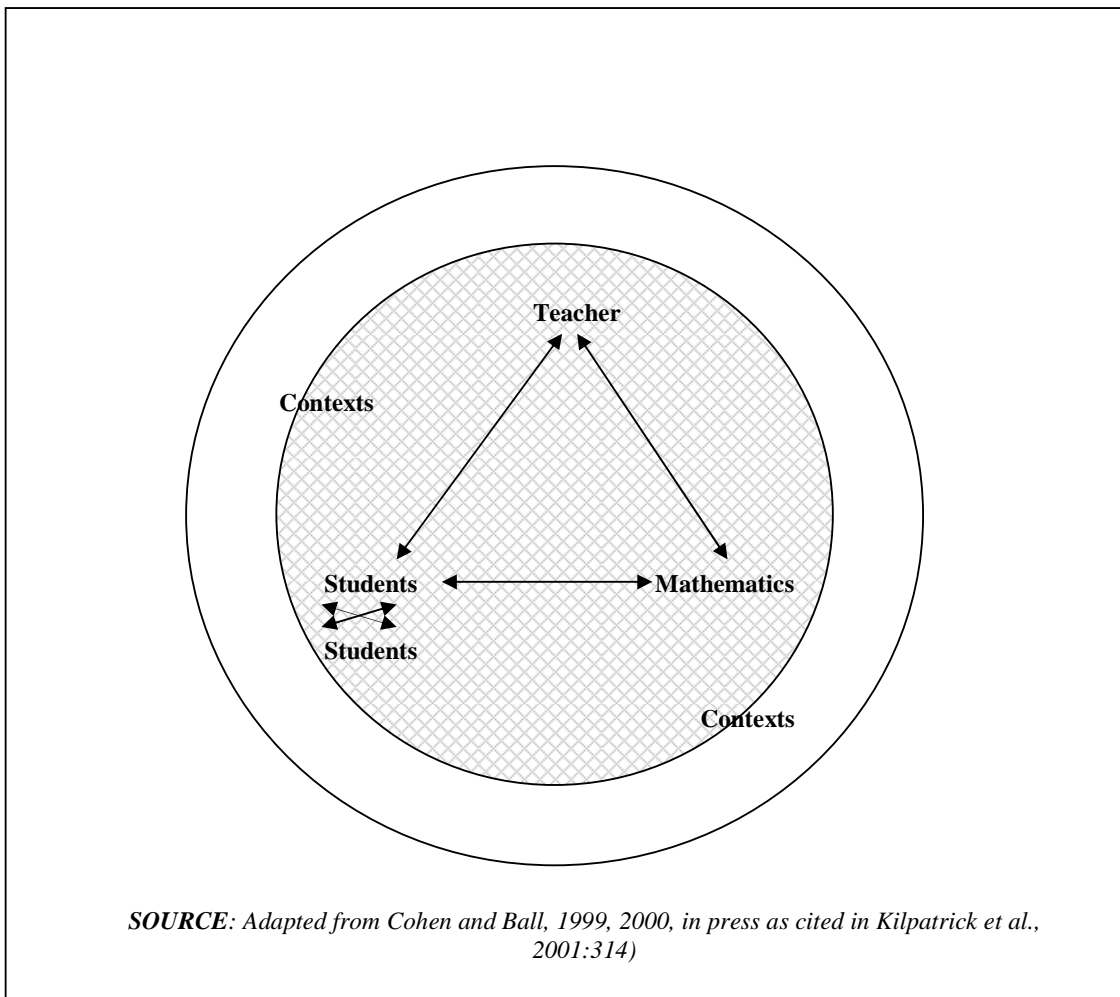 Teacher
Contexts
Students
Mathematics
Students
Contexts
SOURCE: Adapted from Cohen and Ball, 1999, 2000, in press as cited in Kilpatrick et al.,
2001:314)